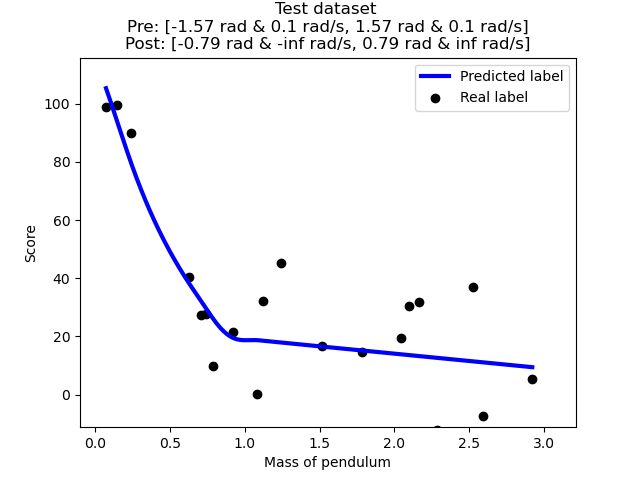 Test dataset
Pre: [-1.57 rad & 0.1 rad/s, 1.57 rad & 0.1 rad/s]
Post: [-0.79 rad & -inf rad/s, 0.79 rad & inf rad/s]
Predicted label
Real label
100
80
60
40
20
0
Score
0.0 0.5 1.0 1.5 2.0 2.5 3.0
Mass of pendulum